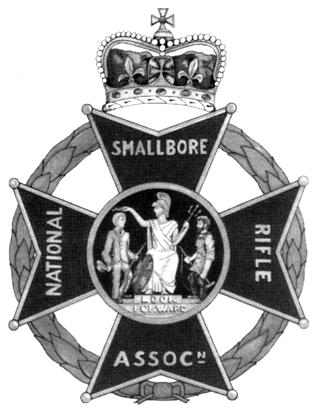 SMALLBORE
NATIONAL
RIFLE
LOOK
FORWARD
ASSOCN